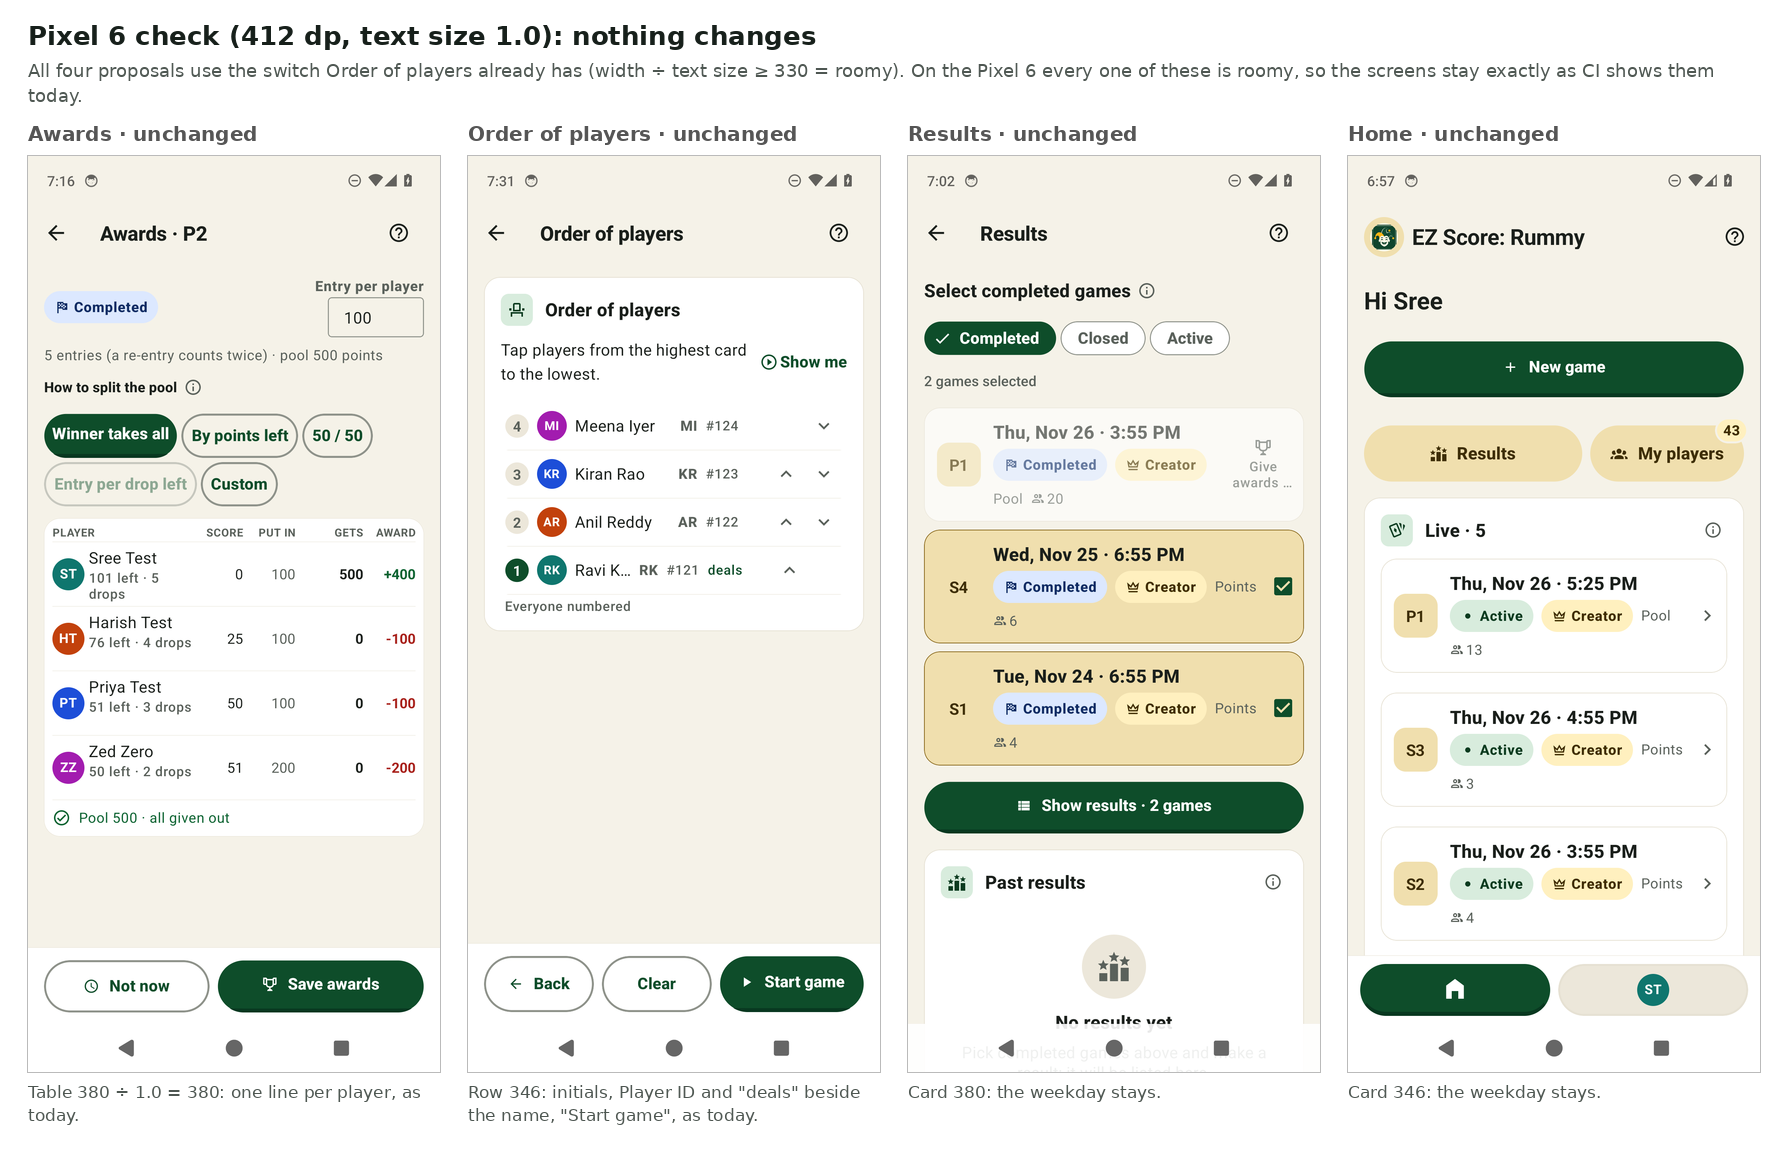 Pixel 6 check (412 dp, text size 1.0): nothing changes
All four proposals use the switch Order of players already has (width ÷ text size ≥ 330 = roomy). On the Pixel 6 every one of these is roomy, so the screens stay exactly as CI shows them
today.
Awards · unchanged
7:16
Awards · P2
Entry per player
Completed
100
5 entries (a re-entry counts twice) · pool 500 points
How to split the pool
Winner takes all
By points left
50 / 50
Entry per drop left
Custom
PLAYER SCORE PUT IN GETS AWARD
Sree Test
ST 101 left · 5 0 100 500 +400
drops
Harish Test
HT 76 left · 4 drops 25 100 0 -100
Priya Test
PT 51 left · 3 drops 50 100 0 -100
Zed Zero
ZZ 50 left · 2 drops 51 200 0 -200
Pool 500 · all given out
Not now
Save awards
Table 380 ÷ 1.0 = 380: one line per player, as
today.
Order of players · unchanged
7:31
Order of players
Order of players
Tap players from the highest card
to the lowest.
Show me
4 MI Meena Iyer MI #124
3 KR Kiran Rao KR #123
2 AR Anil Reddy AR #122
1 RK Ravi K... RK #121 deals
Everyone numbered
Back
Clear
Start game
Row 346: initials, Player ID and "deals" beside
the name, "Start game", as today.
Results · unchanged
7:02
Results
Select completed games
Completed
Closed
Active
2 games selected
Thu, Nov 26 · 3:55 PM
P1 Completed Creator
Give
awards ...
Pool 20
Wed, Nov 25 · 6:55 PM
S4 Completed Creator Points
6
Tue, Nov 24 · 6:55 PM
S1 Completed Creator Points
4
Show results · 2 games
Past results
No results yet
Pick completed games above and make a
result; it will be listed here.
Card 380: the weekday stays.
Home · unchanged
6:57
EZ Score: Rummy
Hi Sree
New game
43
Results
My players
Live · 5
Thu, Nov 26 · 5:25 PM
P1 Active Creator Pool
13
Thu, Nov 26 · 4:55 PM
S3 Active Creator Points
3
Thu, Nov 26 · 3:55 PM
S2 Active Creator Points
4
ST
Card 346: the weekday stays.